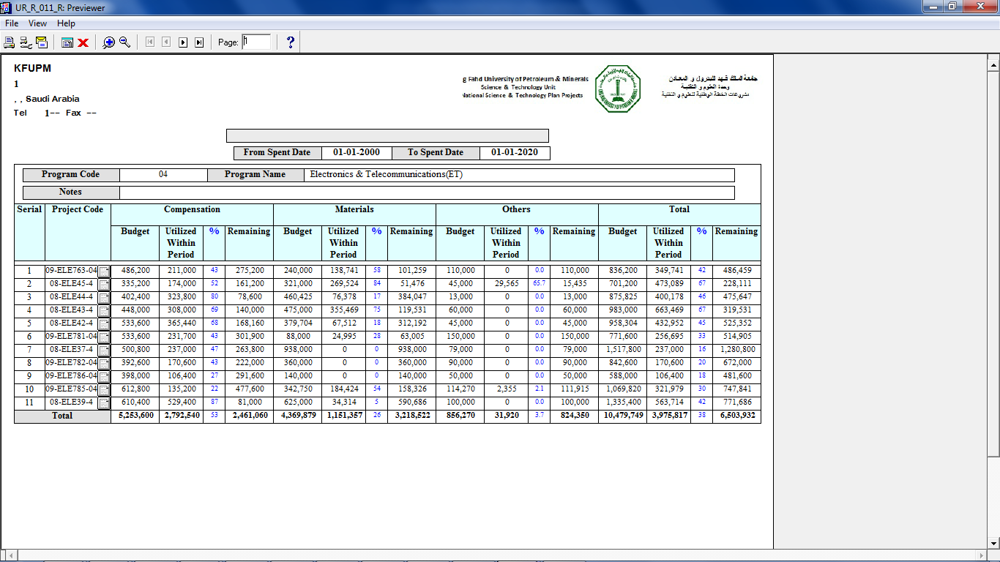 UR_R_011_R: Previewer
File View Help
Page: 1
KFUPM
1
, , Saudi Arabia
Tel 1-- Fax --
g Fahd University of Petroleum & Minerals
Science & Technology Unit
National Science & Technology Plan Projects
جامعة الملك فهد للبترول و المعادن
وحدة العلوم و التقنية
مشروعات الخطة الوطنية للعلوم و التقنية
From Spent Date 01-01-2000 To Spent Date 01-01-2020
Program Code 04 Program Name Electronics & Telecommunications(ET)
Notes
Serial Project Code Compensation Materials Others Total
Budget Utilized Within Period % Remaining Budget Utilized Within Period % Remaining Budget Utilized Within Period % Remaining Budget Utilized Within Period % Remaining
1 09-ELE763-04 486,200 211,000 43 275,200 240,000 138,741 58 101,259 110,000 0 0.0 110,000 836,200 349,741 42 486,459
2 08-ELE45-4 335,200 174,000 52 161,200 321,000 269,524 84 51,476 45,000 29,565 65.7 15,435 701,200 473,089 67 228,111
3 08-ELE44-4 402,400 323,800 80 78,600 460,425 76,378 17 384,047 13,000 0 0.0 13,000 875,825 400,178 46 475,647
4 08-ELE43-4 448,000 308,000 69 140,000 475,000 355,469 75 119,531 60,000 0 0.0 60,000 983,000 663,469 67 319,531
5 08-ELE42-4 533,600 365,440 68 168,160 379,704 67,512 18 312,192 45,000 0 0.0 45,000 958,304 432,952 45 525,352
6 09-ELE781-04 533,600 231,700 43 301,900 88,000 24,995 28 63,005 150,000 0 0.0 150,000 771,600 256,695 33 514,905
7 08-ELE37-4 500,800 237,000 47 263,800 938,000 0 0 938,000 79,000 0 0.0 79,000 1,517,800 237,000 16 1,280,800
8 09-ELE782-04 392,600 170,600 43 222,000 360,000 0 0 360,000 90,000 0 0.0 90,000 842,600 170,600 20 672,000
9 09-ELE786-04 398,000 106,400 27 291,600 140,000 0 0 140,000 50,000 0 0.0 50,000 588,000 106,400 18 481,600
10 09-ELE785-04 612,800 135,200 22 477,600 342,750 184,424 54 158,326 114,270 2,355 2.1 111,915 1,069,820 321,979 30 747,841
11 08-ELE39-4 610,400 529,400 87 81,000 625,000 34,314 5 590,686 100,000 0 0.0 100,000 1,335,400 563,714 42 771,686
Total 5,253,600 2,792,540 53 2,461,060 4,369,879 1,151,357 26 3,218,522 856,270 31,920 3.7 824,350 10,479,749 3,975,817 38 6,503,932